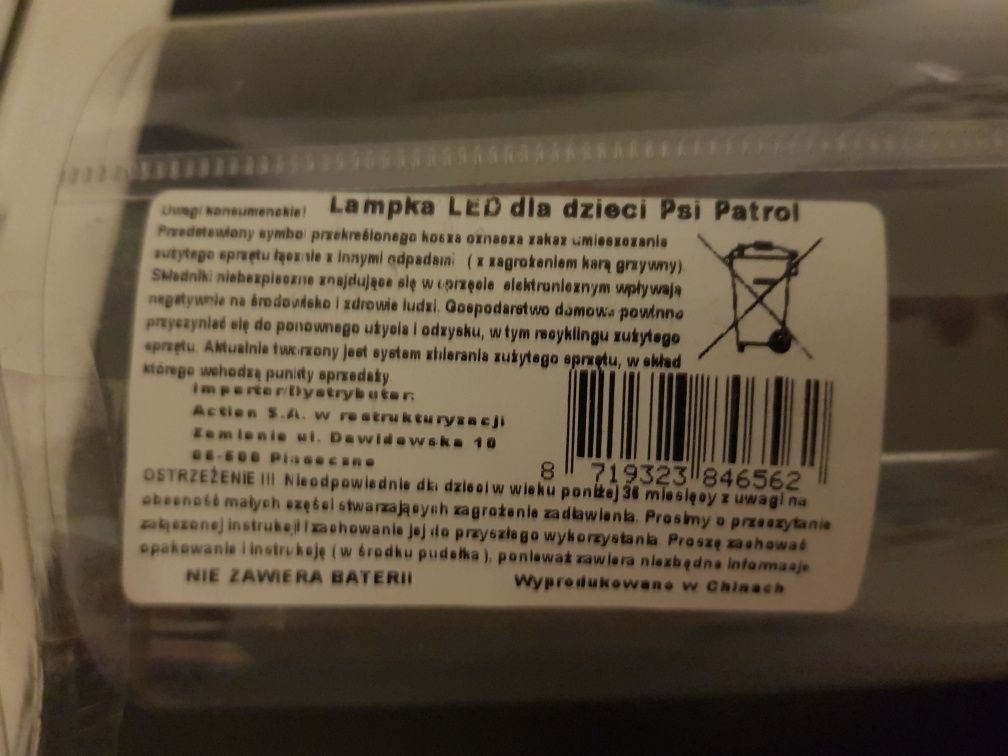 Uwagi konsumenckie! Lampka LED dla dzieci Psi Patrol
Przedstawiony symbol przekreślonego kosza oznacza zakaz umieszczania
zużytego sprzętu łącznie z innymi odpadami (z zagrożeniem karą grzywny)
Składniki niebezpieczne znajdujące się w sprzęcie elektronicznym wpływają
negatywnie na środowisko i zdrowie ludzi. Gospodarstwo domowe powinno
przyczyniać się do ponownego użycia i odzysku, w tym recyklingu zużytego
sprzętu. Aktualnie tworzony jest system zbierania zużytego sprzętu, w skład
którego wchodzą punkty sprzedaży
Importer/Dystrybutor:
Action S.A. w restrukturyzacji
Zamienie ul. Dawidowska 10
05-500 Piaseczno
8 719323 846562
OSTRZEŻENIE !!! Nieodpowiednie dla dzieci w wieku poniżej 36 miesięcy z uwagi na
obecność małych części stwarzających zagrożenie zadławienia. Prosimy o przeczytanie
załączonej instrukcji i zachowanie jej do przyszłego wykorzystania. Proszę zachować
opakowanie i instrukcję (w środku pudełka), ponieważ zawiera niezbędne informacje
NIE ZAWIERA BATERII Wyprodukowano w Chinach